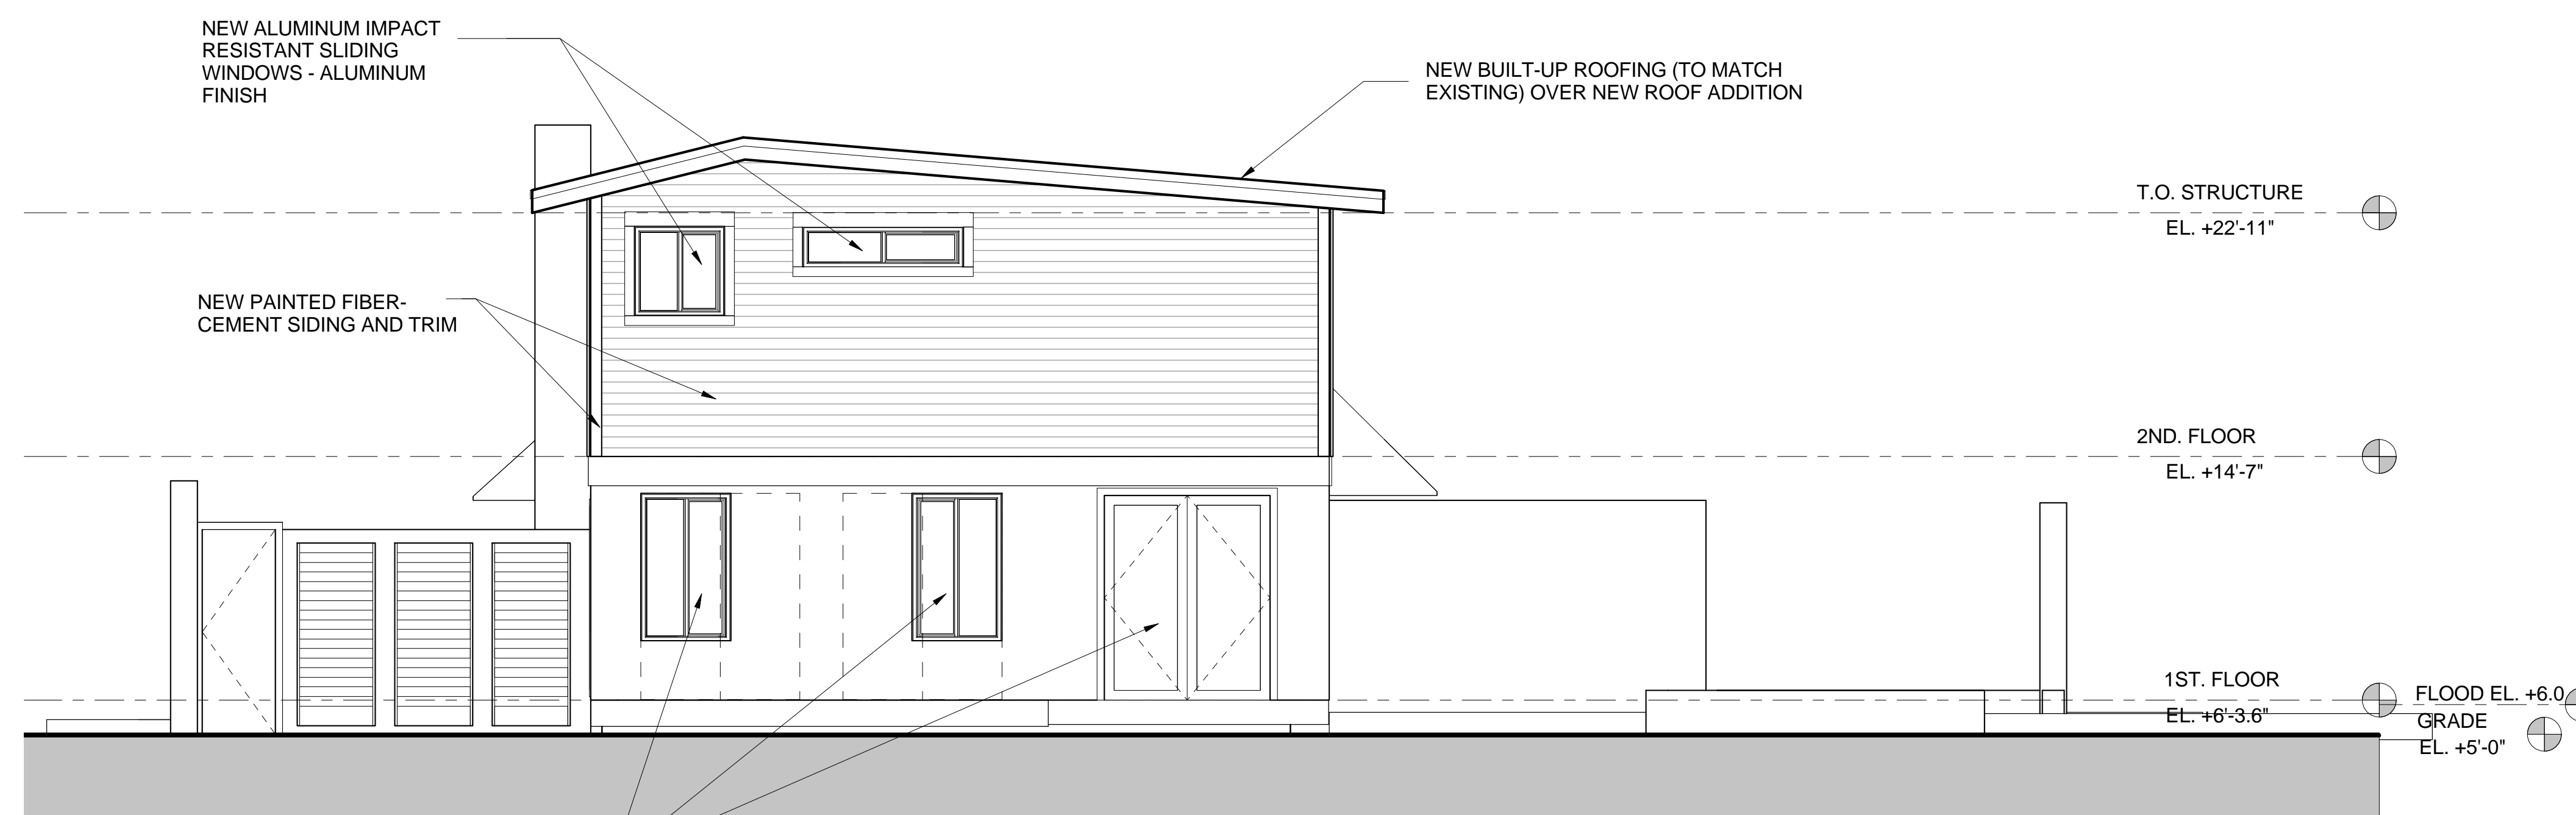 NEW ALUMINUM IMPACT
RESISTANT SLIDING
WINDOWS - ALUMINUM
FINISH
NEW BUILT-UP ROOFING (TO MATCH
EXISTING) OVER NEW ROOF ADDITION
T.O. STRUCTURE
EL. +22'-11"
NEW PAINTED FIBER-
CEMENT SIDING AND TRIM
2ND. FLOOR
EL. +14'-7"
1ST. FLOOR
EL. +6'-3.6"
FLOOD EL. +6.0
GRADE
EL. +5'-0"